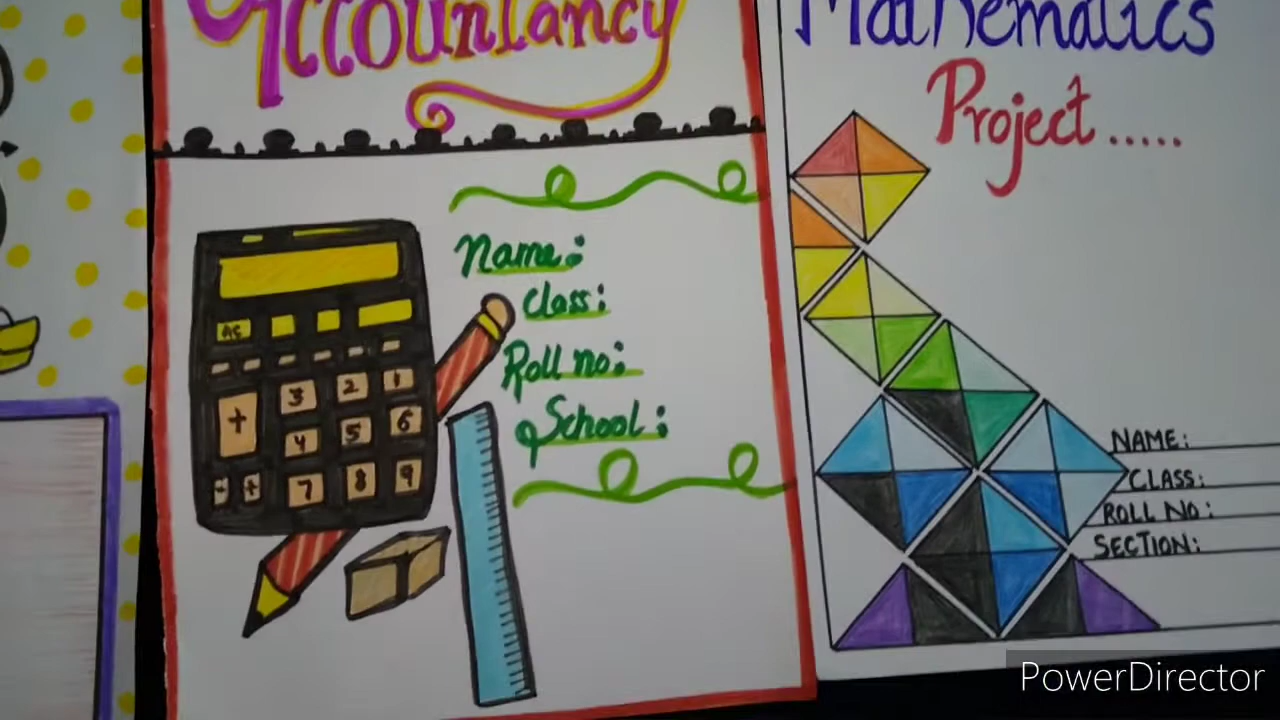 Accountancy
Name:
Class:
Roll no:
School:
AC
3 2 1
+
4 5 6
7 8 9
- +
Mathematics
Project.....
NAME:
CLASS:
ROLL NO:
SECTION:
PowerDirector